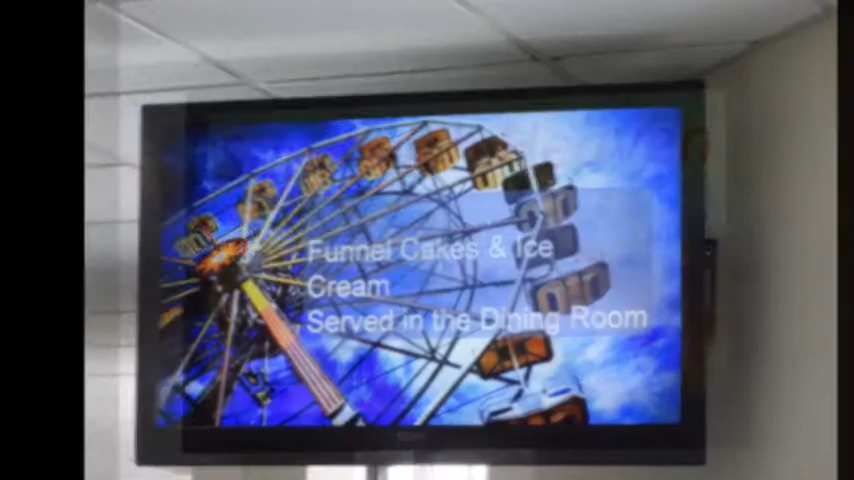 Funnel Cakes & Ice
Cream
Served in the Dining Room